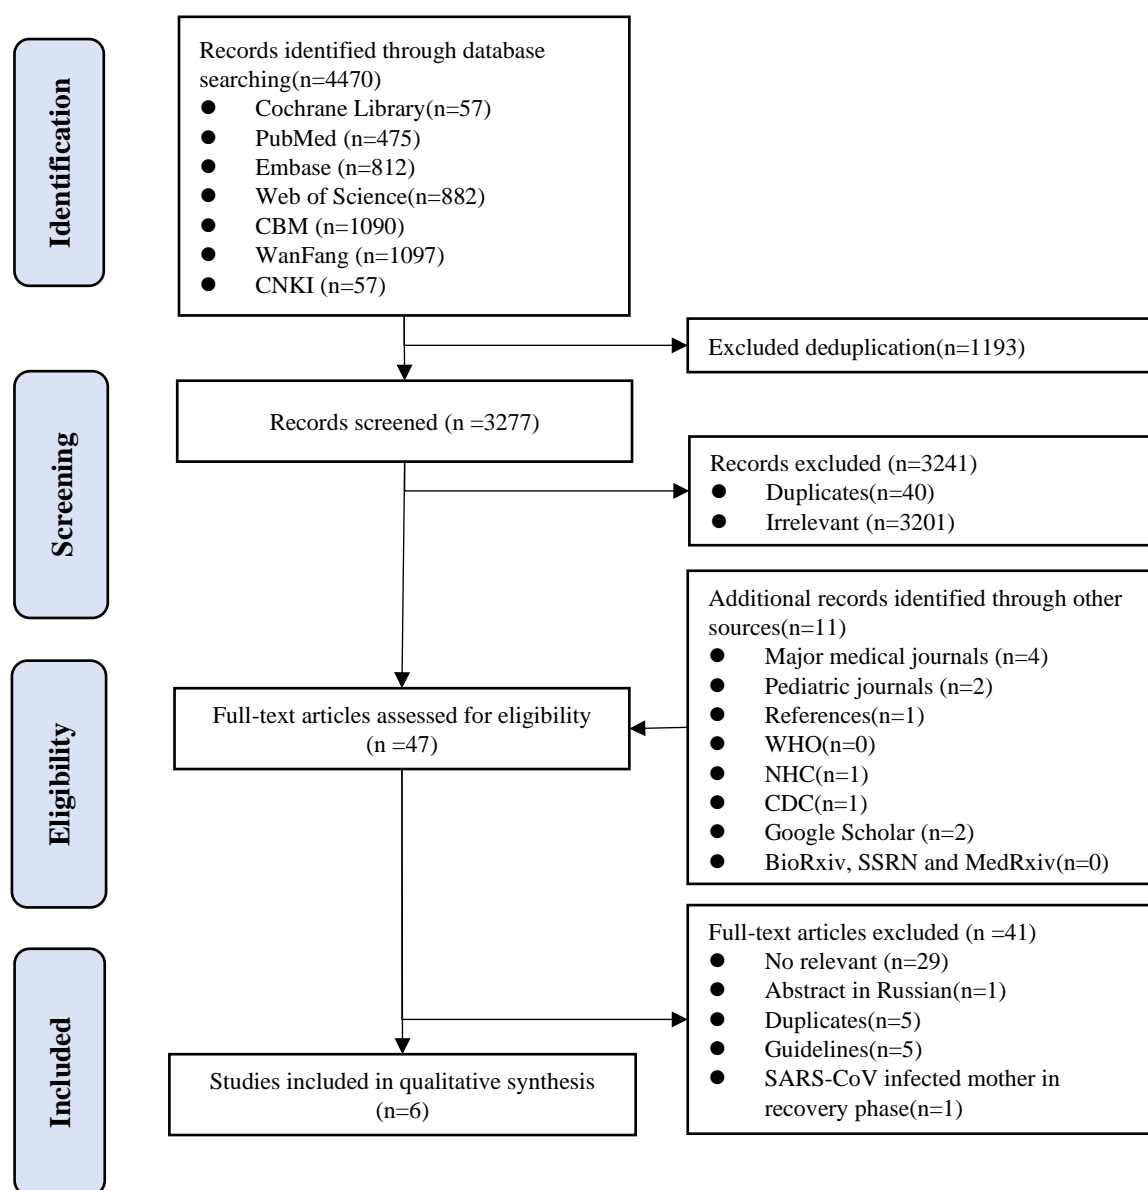 Identification
Records identified through database
searching(n=4470)
● Cochrane Library(n=57)
● PubMed (n=475)
● Embase (n=812)
● Web of Science(n=882)
● CBM (n=1090)
● WanFang (n=1097)
● CNKI (n=57)
Excluded deduplication(n=1193)
Screening
Records screened (n =3277)
Records excluded (n=3241)
● Duplicates(n=40)
● Irrelevant (n=3201)
Additional records identified through other
sources(n=11)
● Major medical journals (n=4)
● Pediatric journals (n=2)
● References(n=1)
● WHO(n=0)
● NHC(n=1)
● CDC(n=1)
● Google Scholar (n=2)
● BioRxiv, SSRN and MedRxiv(n=0)
Eligibility
Full-text articles assessed for eligibility
(n =47)
Full-text articles excluded (n =41)
● No relevant (n=29)
● Abstract in Russian(n=1)
● Duplicates(n=5)
● Guidelines(n=5)
● SARS-CoV infected mother in
recovery phase(n=1)
Included
Studies included in qualitative synthesis
(n=6)